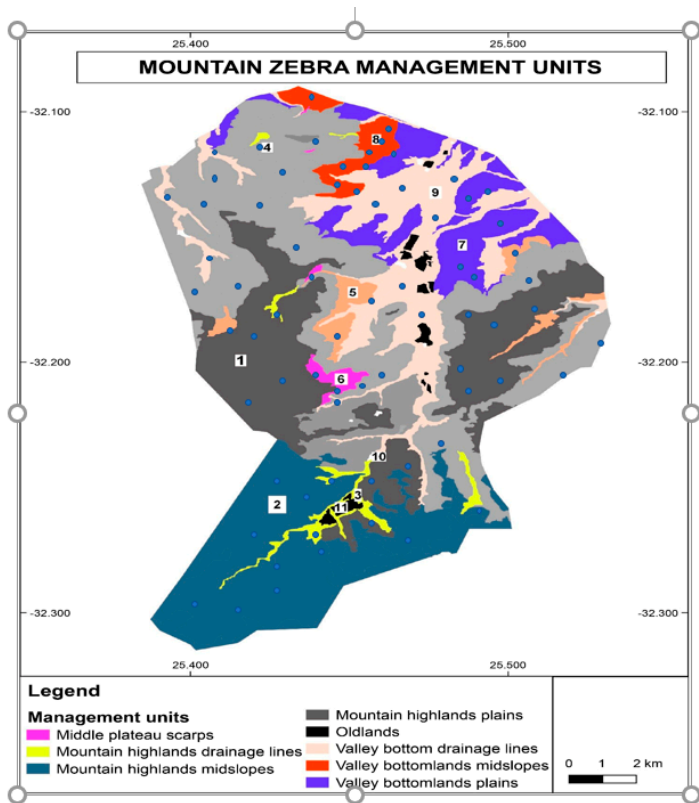 25.400 25.500
MOUNTAIN ZEBRA MANAGEMENT UNITS
-32.100 -32.100
8
4
9
7
5
-32.200 -32.200
1
6
10
3
2
11
-32.300 -32.300
25.400 25.500
Legend
Management units
Middle plateau scarps
Mountain highlands drainage lines
Mountain highlands midslopes
Mountain highlands plains
Oldlands
Valley bottom drainage lines
Valley bottomlands midslopes
Valley bottomlands plains
0 1 2 km